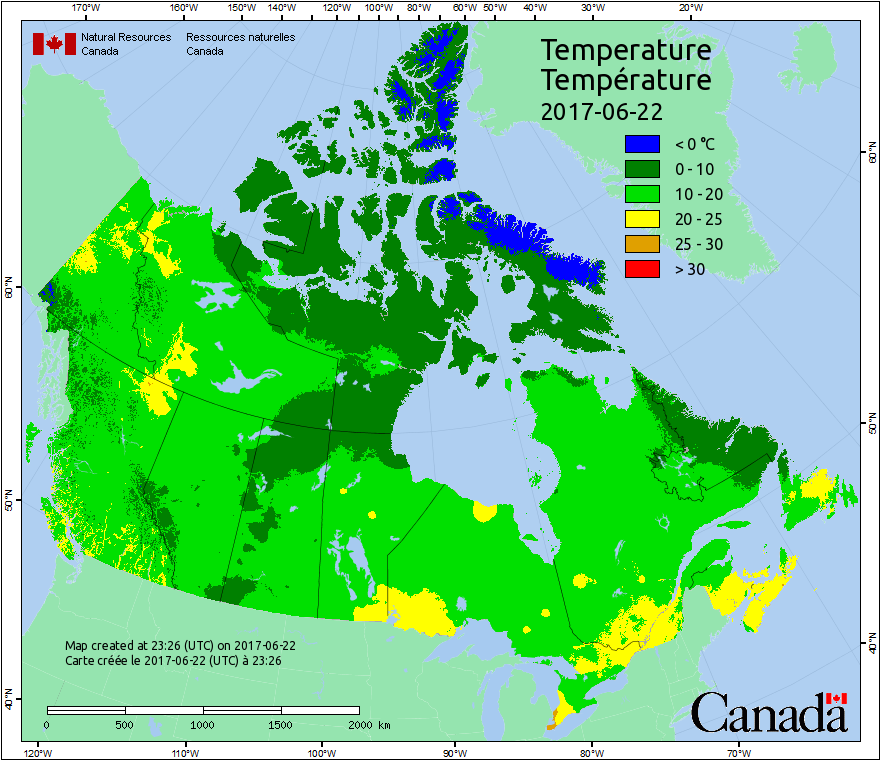 170°W 160°W 150°W 140°W 130°W 120°W 110°W 100°W 80°W 60°W 50°W 40°W 30°W 20°W
Natural Resources Ressources naturelles
Canada Canada
Temperature
Température
2017-06-22
< 0 °C
0 - 10
10 - 20
20 - 25
25 - 30
> 30
60°N
60°N
50°N
50°N
40°N
40°N
Map created at 23:26 (UTC) on 2017-06-22
Carte créée le 2017-06-22 (UTC) à 23:26
0 500 1000 1500 2000 km
Canada
120°W 110°W 100°W 90°W 80°W 70°W